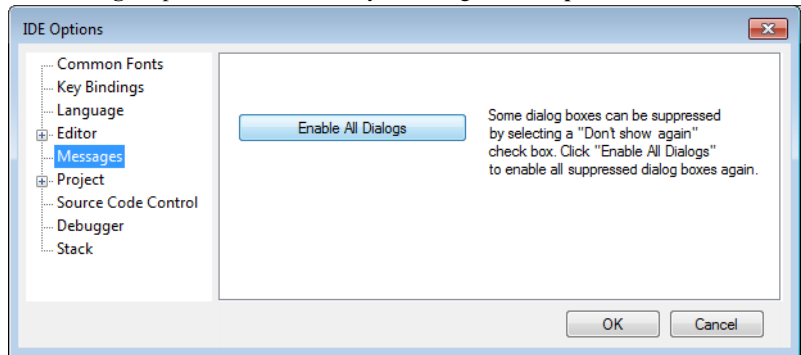 IDE Options
Common Fonts
Key Bindings
Language
Editor
Messages
Project
Source Code Control
Debugger
Stack
Enable All Dialogs
Some dialog boxes can be suppressed
by selecting a "Don't show again"
check box. Click "Enable All Dialogs"
to enable all suppressed dialog boxes again.
OK
Cancel